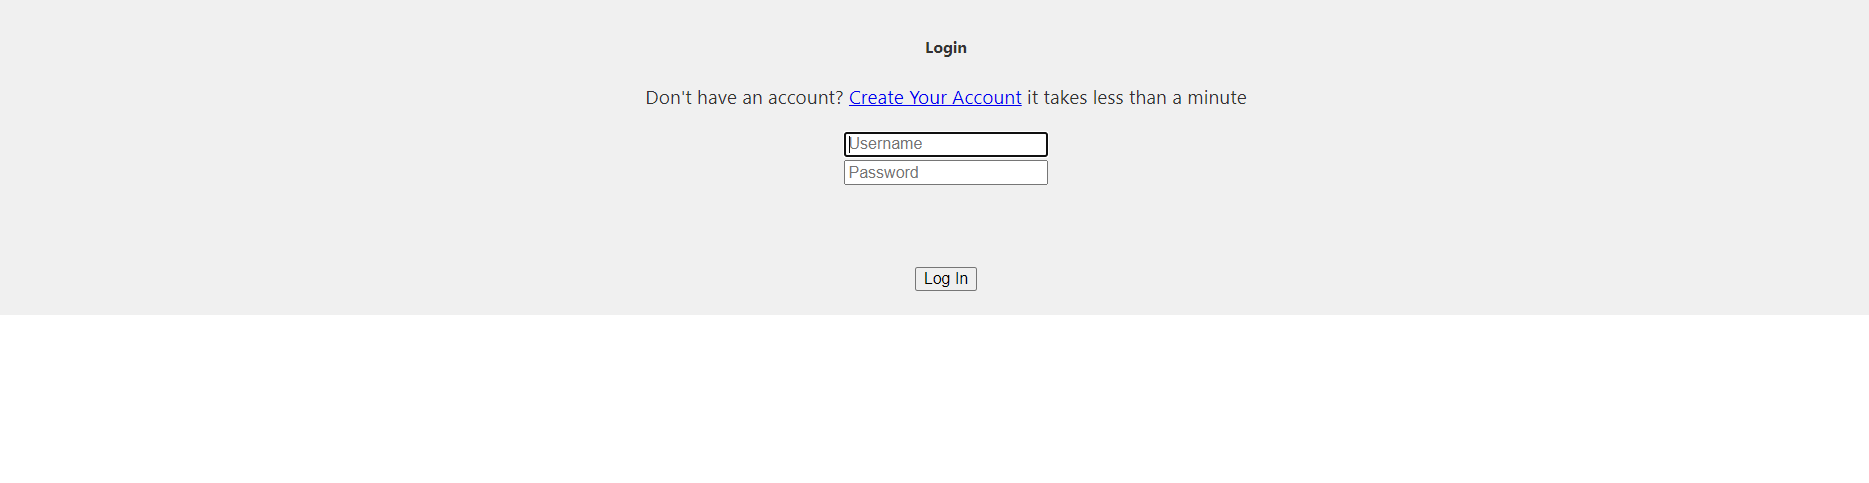 Login
Don't have an account? Create Your Account it takes less than a minute
Username
Password
Log In